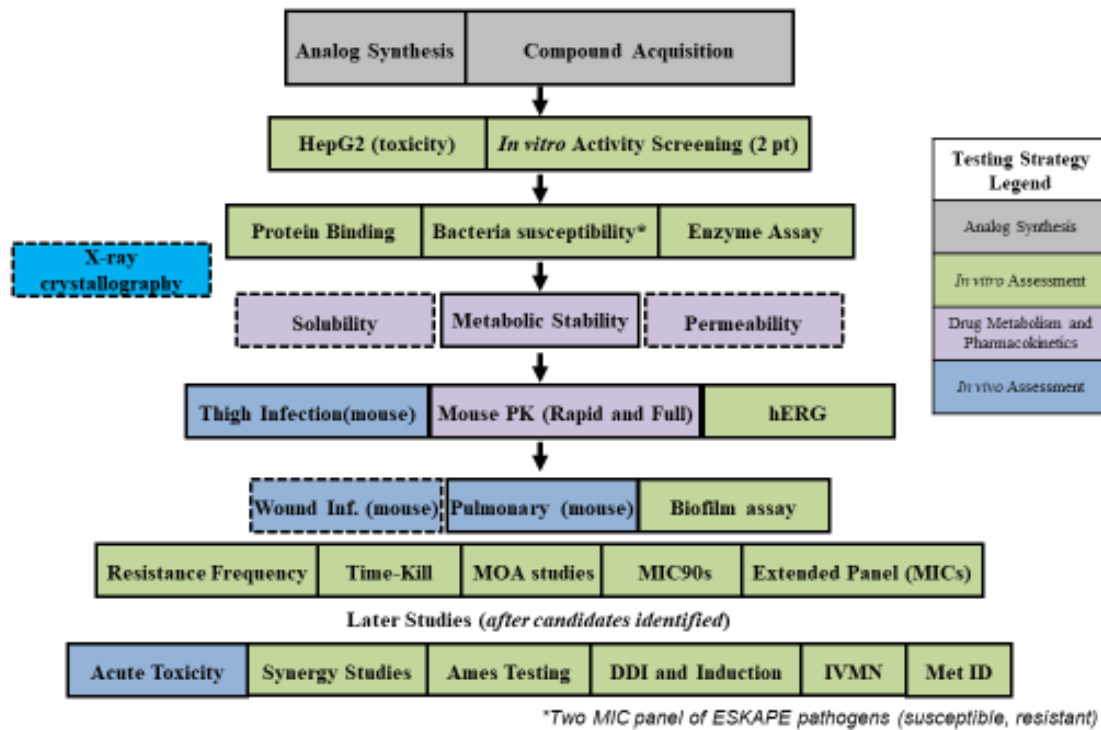 Analog Synthesis
Compound Acquisition
HepG2 (toxicity)
In vitro Activity Screening (2 pt)
Testing Strategy
Legend
Analog Synthesis
In vitro Assessment
Drug Metabolism and
Pharmacokinetics
In vivo Assessment
Protein Binding
Bacteria susceptibility*
Enzyme Assay
X-ray
crystallography
Solubility
Metabolic Stability
Permeability
Thigh Infection(mouse)
Mouse PK (Rapid and Full)
hERG
Wound Inf. (mouse)
Pulmonary (mouse)
Biofilm assay
Resistance Frequency
Time-Kill
MOA studies
MIC90s
Extended Panel (MICs)
Later Studies (after candidates identified)
Acute Toxicity
Synergy Studies
Ames Testing
DDI and Induction
IVMN
Met ID
*Two MIC panel of ESKAPE pathogens (susceptible, resistant)